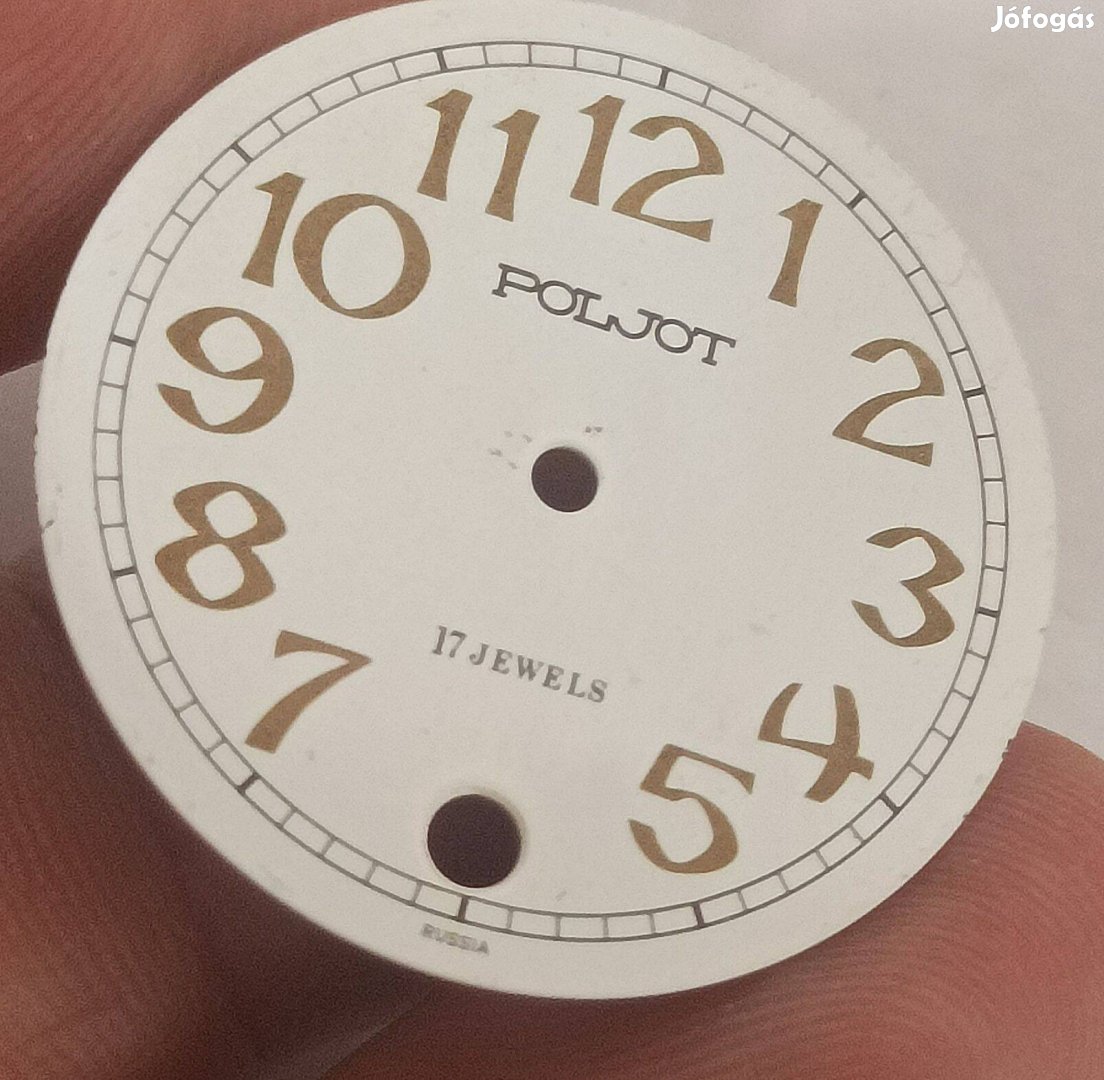 Jófogás
11 12 1
10 2
9 3
8 4
7 5
POLJOT
17 JEWELS
RUSSIA